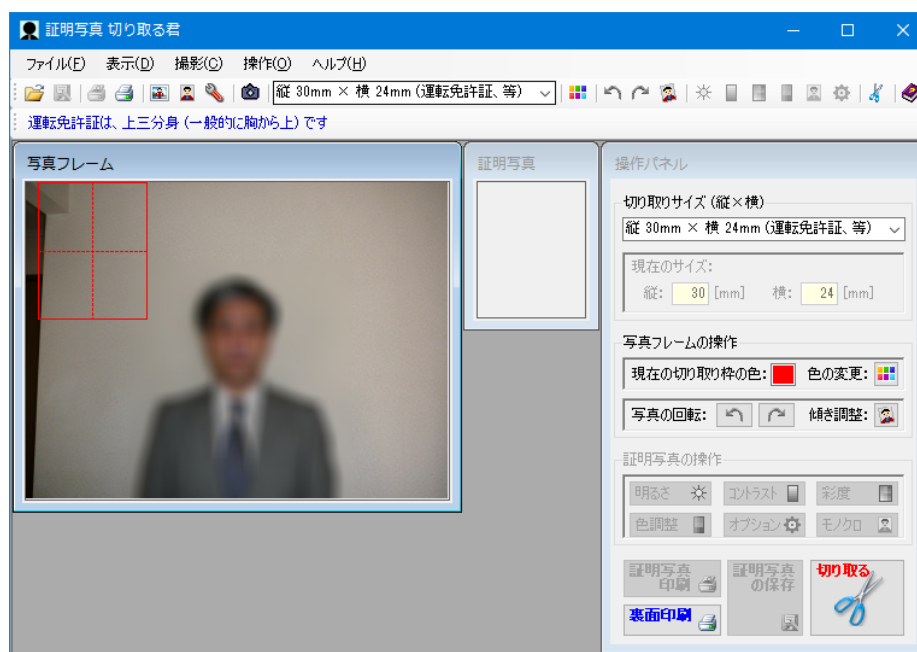 証明写真 切り取る君
ファイル(F) 表示(D) 撮影(C) 操作(O) ヘルプ(H)
縦 30mm × 横 24mm (運転免許証、等)
運転免許証は、上三分身 (一般的に胸から上) です
写真フレーム
証明写真
操作パネル
切り取りサイズ (縦×横)
縦 30mm × 横 24mm (運転免許証、等)
現在のサイズ:
縦: 30 [mm] 横: 24 [mm]
写真フレームの操作
現在の切り取り枠の色: 色の変更:
写真の回転: 傾き調整:
証明写真の操作
明るさ コントラスト 彩度
色調整 オプション モノクロ
証明写真印刷 証明写真の保存 切り取る
裏面印刷